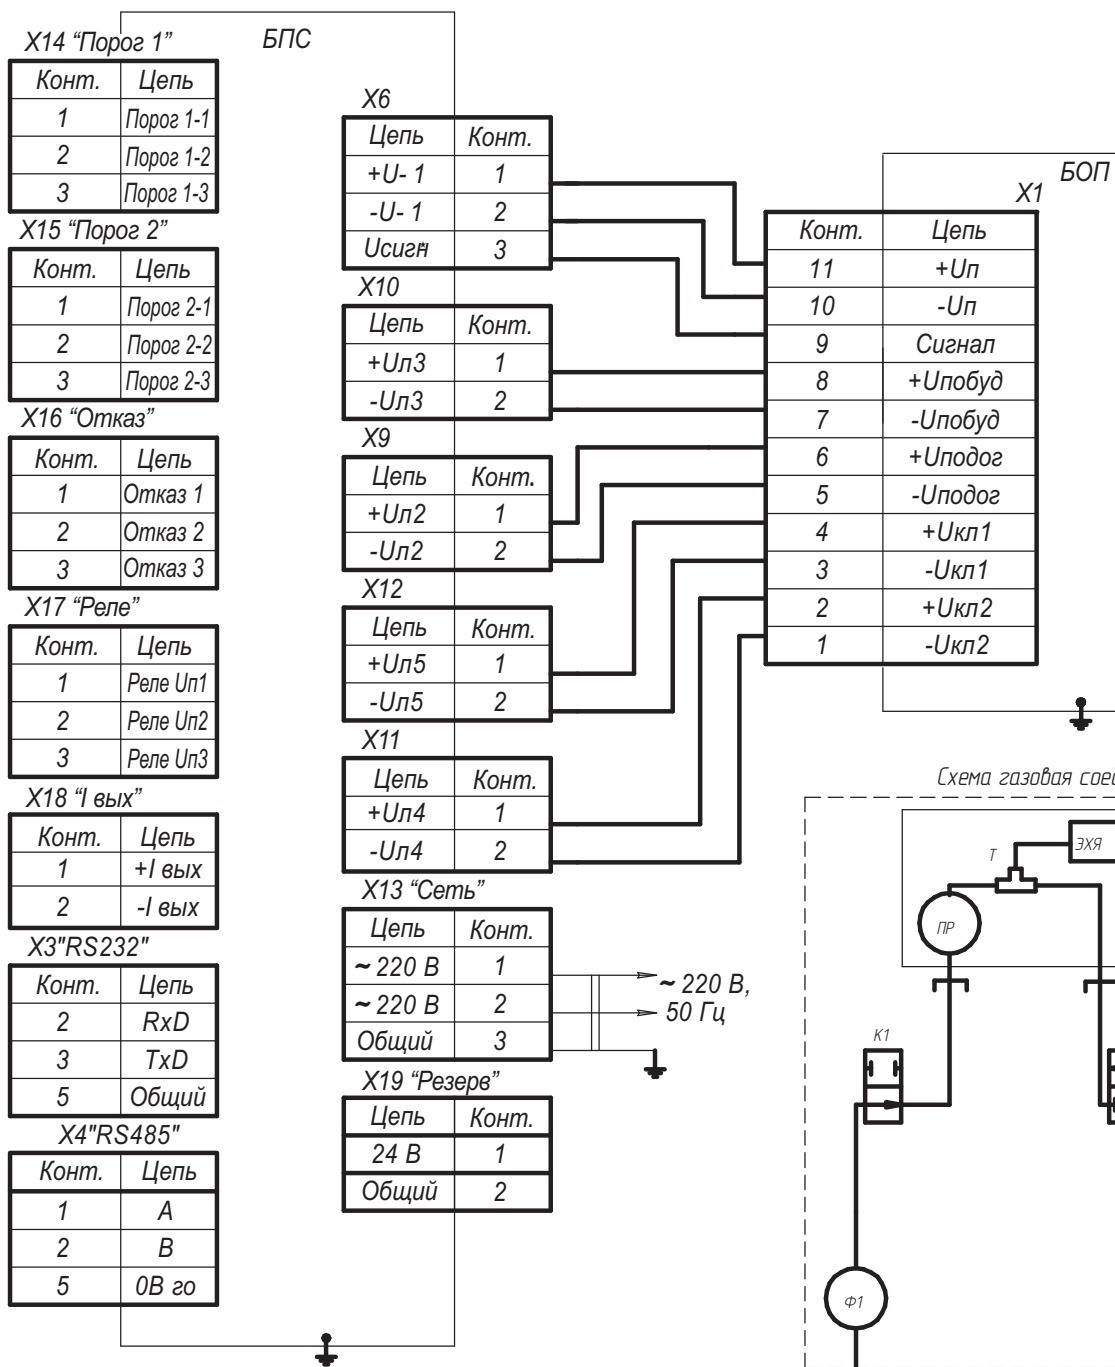 БПС
X14 “Порог 1”
Конт. Цепь
1 Порог 1-1
2 Порог 1-2
3 Порог 1-3
X15 “Порог 2”
Конт. Цепь
1 Порог 2-1
2 Порог 2-2
3 Порог 2-3
X16 “Отказ”
Конт. Цепь
1 Отказ 1
2 Отказ 2
3 Отказ 3
X17 “Реле”
Конт. Цепь
1 Реле Uп1
2 Реле Uп2
3 Реле Uп3
X18 “I вых”
Конт. Цепь
1 +I вых
2 -I вых
X3"RS232"
Конт. Цепь
2 RxD
3 TxD
5 Общий
X4"RS485"
Конт. Цепь
1 A
2 B
5 0В го
X6
Цепь Конт.
+U- 1 1
-U- 1 2
Uсигн 3
X10
Цепь Конт.
+Uл3 1
-Uл3 2
X9
Цепь Конт.
+Uл2 1
-Uл2 2
X12
Цепь Конт.
+Uл5 1
-Uл5 2
X11
Цепь Конт.
+Uл4 1
-Uл4 2
X13 “Сеть”
Цепь Конт.
~ 220 В 1
~ 220 В 2
Общий 3
~ 220 В,
50 Гц
X19 “Резерв”
Цепь Конт.
24 В 1
Общий 2
БОП
X1
Конт. Цепь
11 +Uп
10 -Uп
9 Сигнал
8 +Uпобуд
7 -Uпобуд
6 +Uподог
5 -Uподог
4 +Uкл1
3 -Uкл1
2 +Uкл2
1 -Uкл2
Схема газовая соед
ЭХЯ
Т
ПР
К1
Ф1